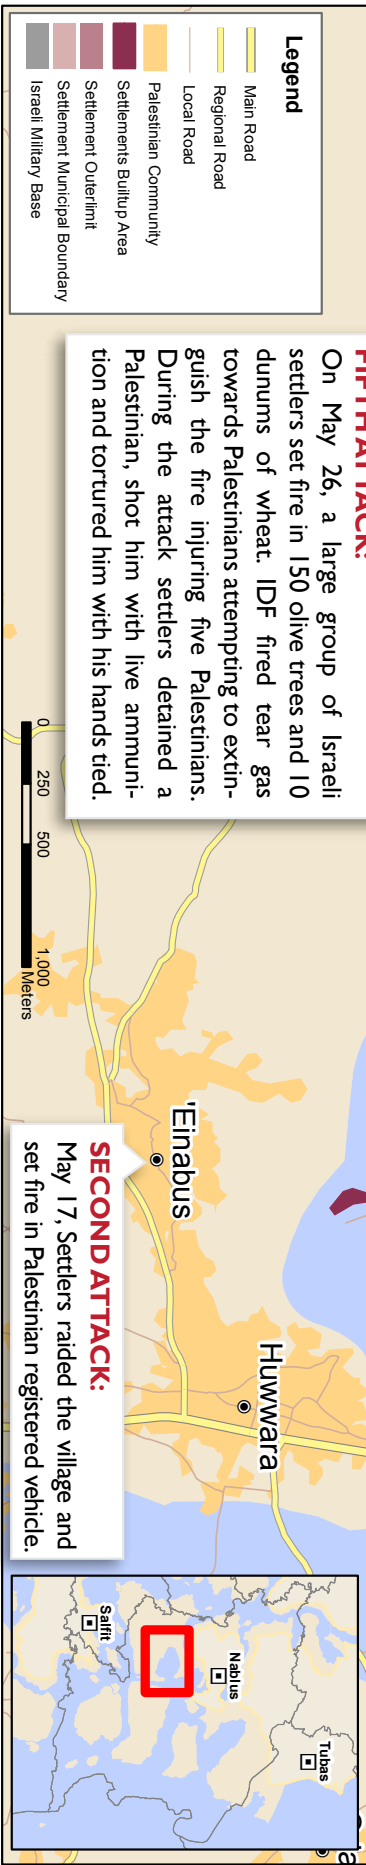 Legend
Main Road
Regional Road
Local Road
Palestinian Community
Settlements Builtup Area
Settlement Outerlimit
Settlement Municipal Boundary
Israeli Military Base
FIFTH ATTACK:
On May 26, a large group of Israeli
settlers set fire in 150 olive trees and 10
dunums of wheat. IDF fired tear gas
towards Palestinians attempting to extin-
guish the fire injuring five Palestinians.
During the attack settlers detained a
Palestinian, shot him with live ammuni-
tion and tortured him with his hands tied.
0 250 500 1,000
Meters
'Einabus
Huwwara
SECOND ATTACK:
May 17, Settlers raided the village and
set fire in Palestinian registered vehicle.
Tubas
Nablus
Salfit